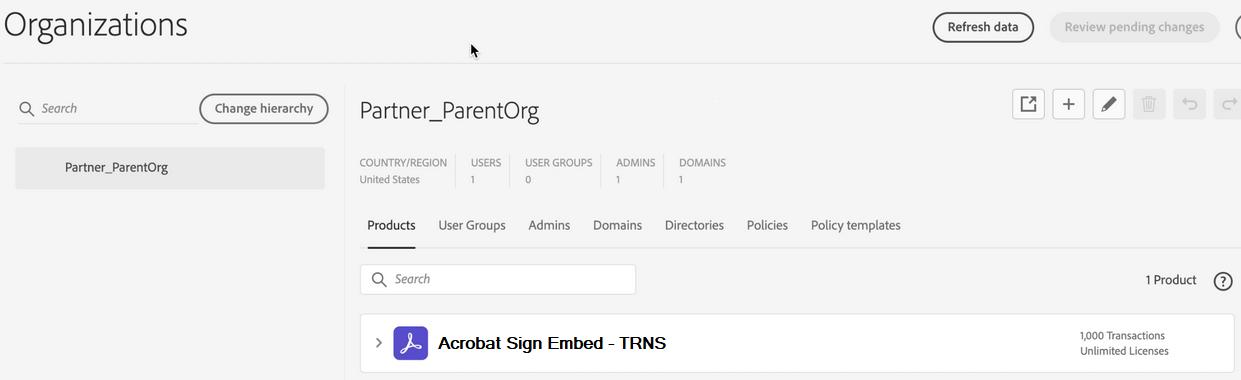 Organizations
Refresh data
Review pending changes
Search
Change hierarchy
Partner_ParentOrg
Partner_ParentOrg
COUNTRY/REGION USERS USER GROUPS ADMINS DOMAINS
United States 1 0 1 1
Products User Groups Admins Domains Directories Policies Policy templates
Search
1 Product ?
Acrobat Sign Embed - TRNS
1,000 Transactions
Unlimited Licenses